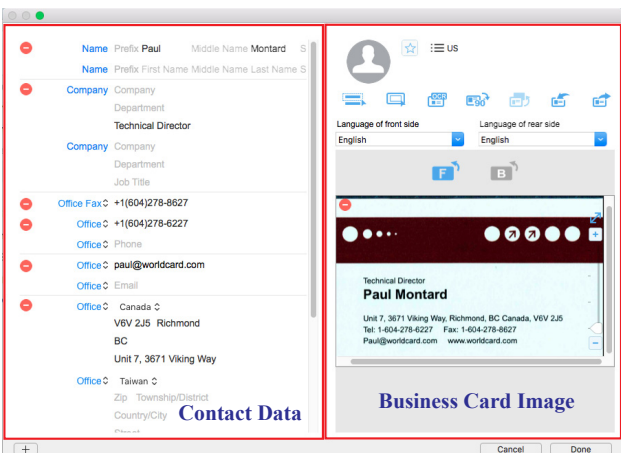 Name Prefix Paul Middle Name Montard S
Name Prefix First Name Middle Name Last Name S
Company Company
Department
Technical Director
Company Company
Department
Job Title
Office Fax +1(604)278-8627
Office +1(604)278-6227
Office Phone
Office paul@worldcard.com
Office Email
Office Canada
V6V 2J5 Richmond
BC
Unit 7, 3671 Viking Way
Office Taiwan
Zip Township/District
Country/City
Street
Contact Data
+
US
OCR
90°
Language of front side Language of rear side
English English
F B
Technical Director
Paul Montard
Unit 7, 3671 Viking Way, Richmond, BC Canada, V6V 2J5
Tel: 1-604-278-6227 Fax: 1-604-278-8627
Paul@worldcard.com www.worldcard.com
Business Card Image
Cancel Done